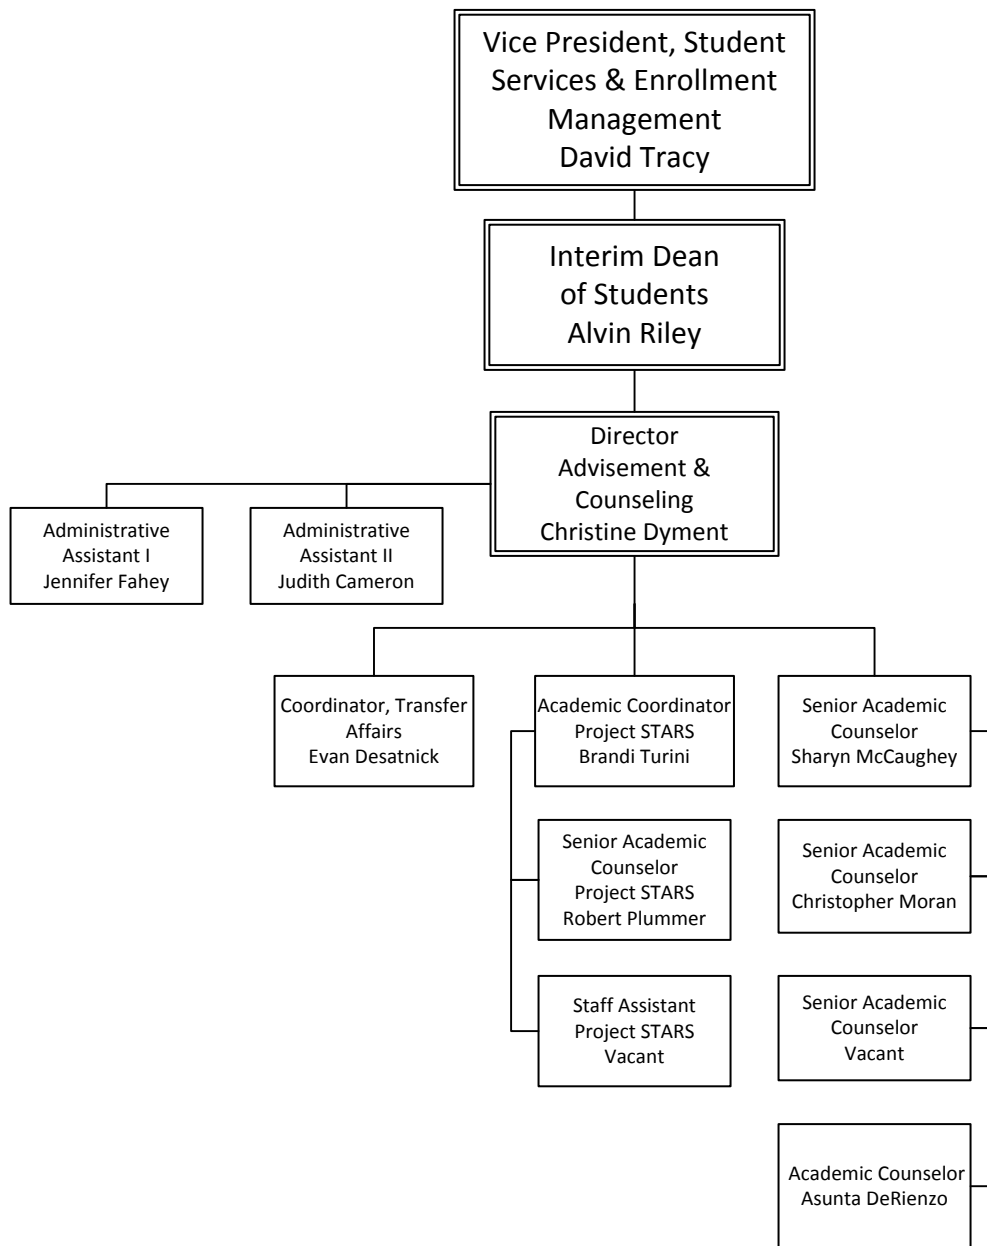 Vice President, Student
Services & Enrollment
Management
David Tracy
Interim Dean
of Students
Alvin Riley
Director
Advisement &
Counseling
Christine Dyment
Administrative
Assistant I
Jennifer Fahey
Administrative
Assistant II
Judith Cameron
Coordinator, Transfer
Affairs
Evan Desatnick
Academic Coordinator
Project STARS
Brandi Turini
Senior Academic
Counselor
Sharyn McCaughey
Senior Academic
Counselor
Project STARS
Robert Plummer
Senior Academic
Counselor
Christopher Moran
Staff Assistant
Project STARS
Vacant
Senior Academic
Counselor
Vacant
Academic Counselor
Asunta DeRienzo